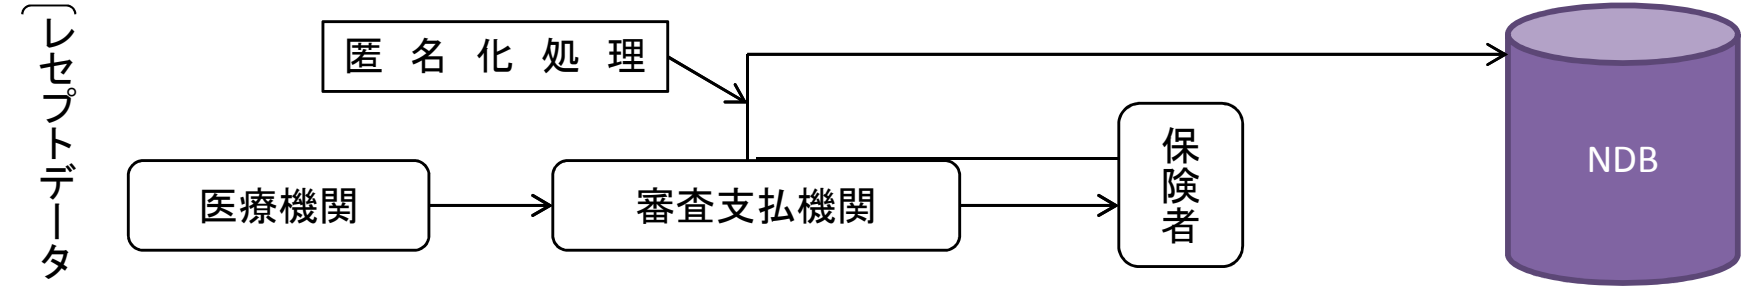 〔レセプトデータ
匿名化処理
医療機関
審査支払機関
保険者
NDB